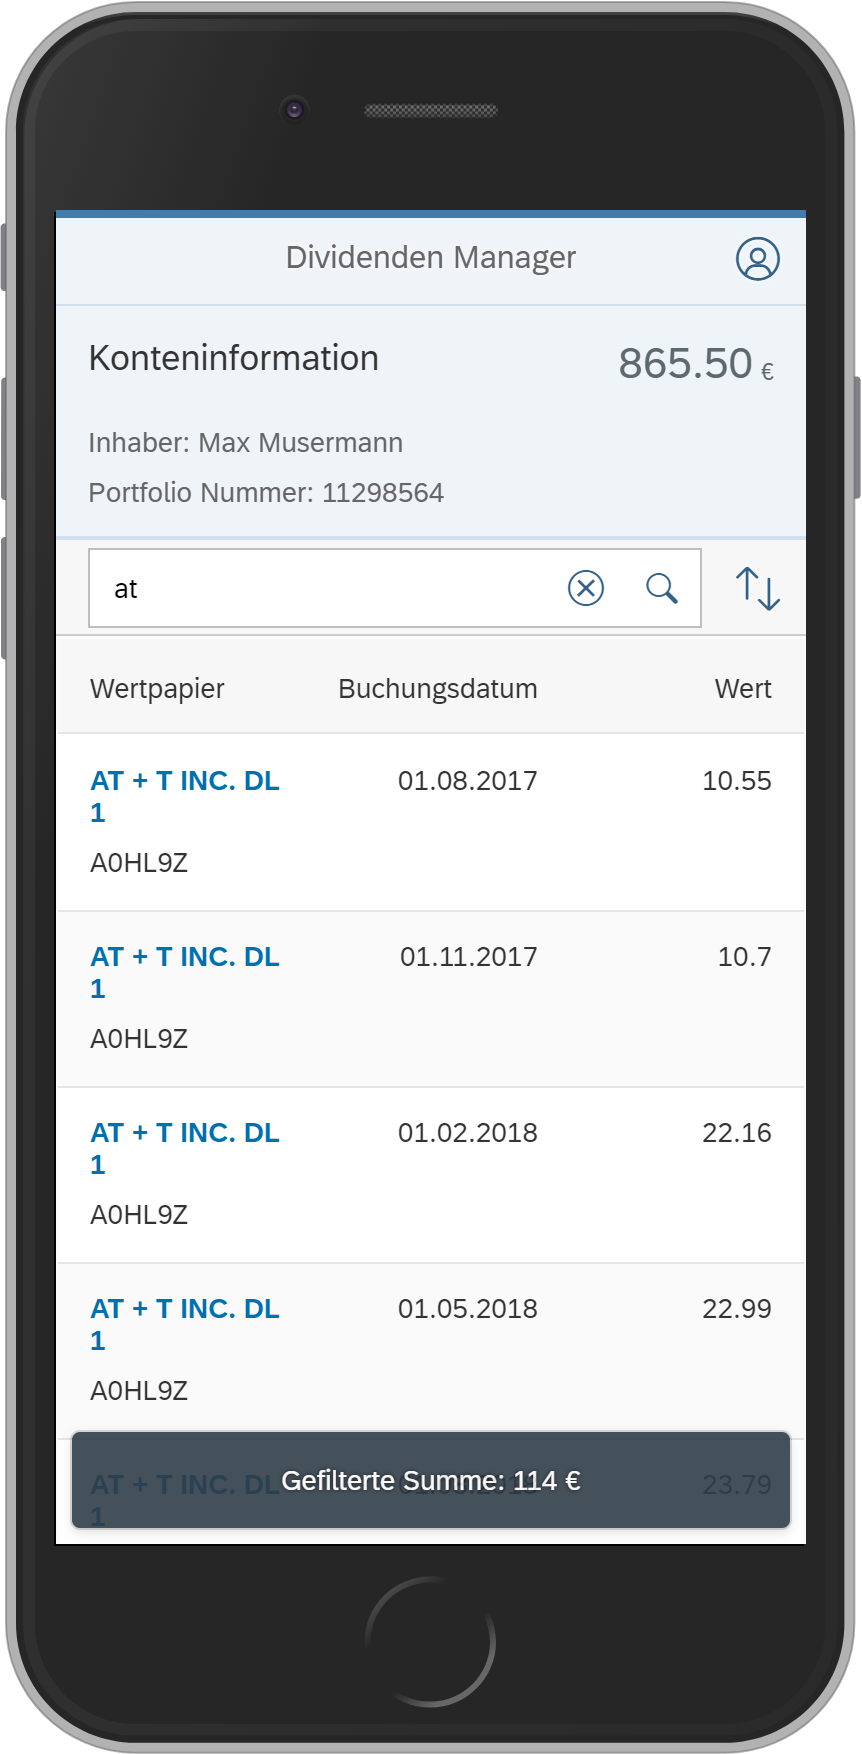 Dividenden Manager
Konteninformation 865.50 €
Inhaber: Max Musermann
Portfolio Nummer: 11298564
at
Wertpapier Buchungsdatum Wert
AT + T INC. DL 01.08.2017 10.55
1
A0HL9Z
AT + T INC. DL 01.11.2017 10.7
1
A0HL9Z
AT + T INC. DL 01.02.2018 22.16
1
A0HL9Z
AT + T INC. DL 01.05.2018 22.99
1
A0HL9Z
AT + T INC. DL 23.79
1
Gefilterte Summe: 114 €